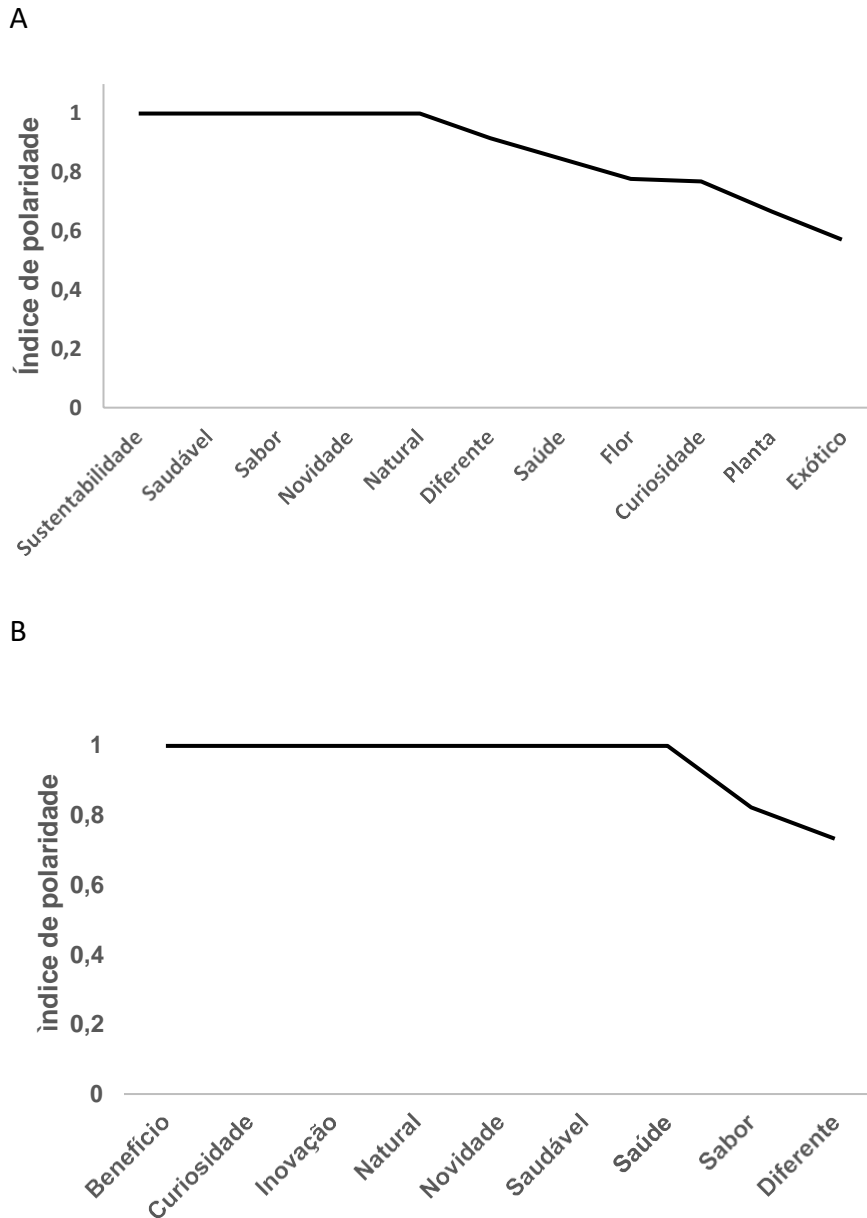 A
Índice de polaridade
1
0,8
0,6
0,4
0,2
0
Sustentabilidade
Saudável
Sabor
Novidade
Natural
Diferente
Saúde
Flor
Curiosidade
Planta
Exótico
B
Índice de polaridade
1
0,8
0,6
0,4
0,2
0
Benefício
Curiosidade
Inovação
Natural
Novidade
Saudável
Saúde
Sabor
Diferente